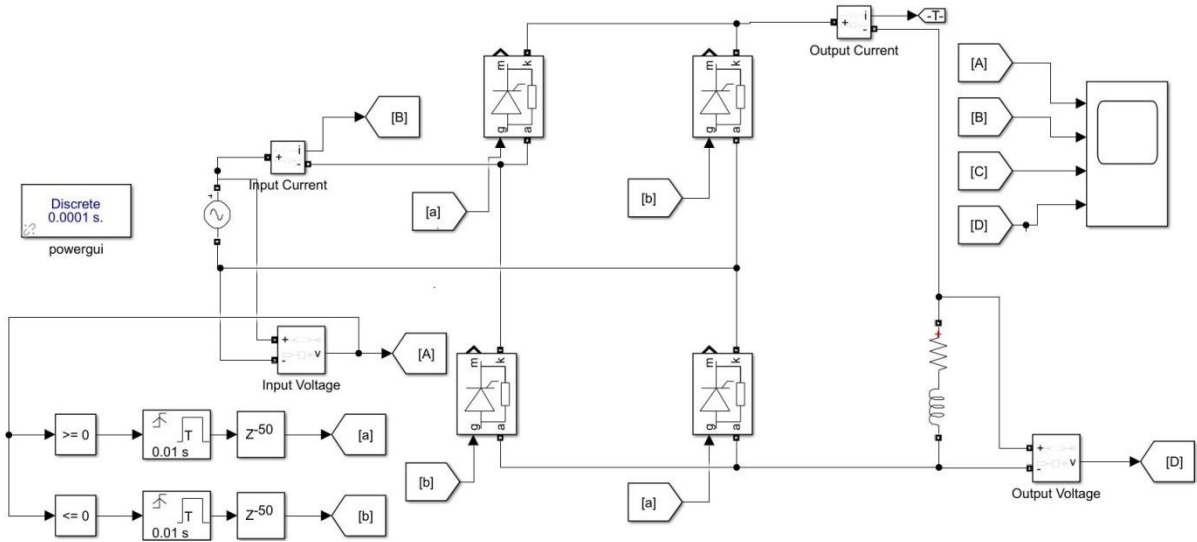 -T-
i
+
-
Output Current
m
k
g
a
m
k
g
a
[A]
[B]
[B]
i
+
-
Input Current
[C]
[a]
[b]
[D]
Discrete
0.0001 s.
powergui
+
-
v
Input Voltage
[A]
m
k
g
a
m
k
g
a
+
>= 0
T
0.01 s
Z-50
[a]
+
-
v
Output Voltage
[D]
[b]
[a]
<= 0
T
0.01 s
Z-50
[b]